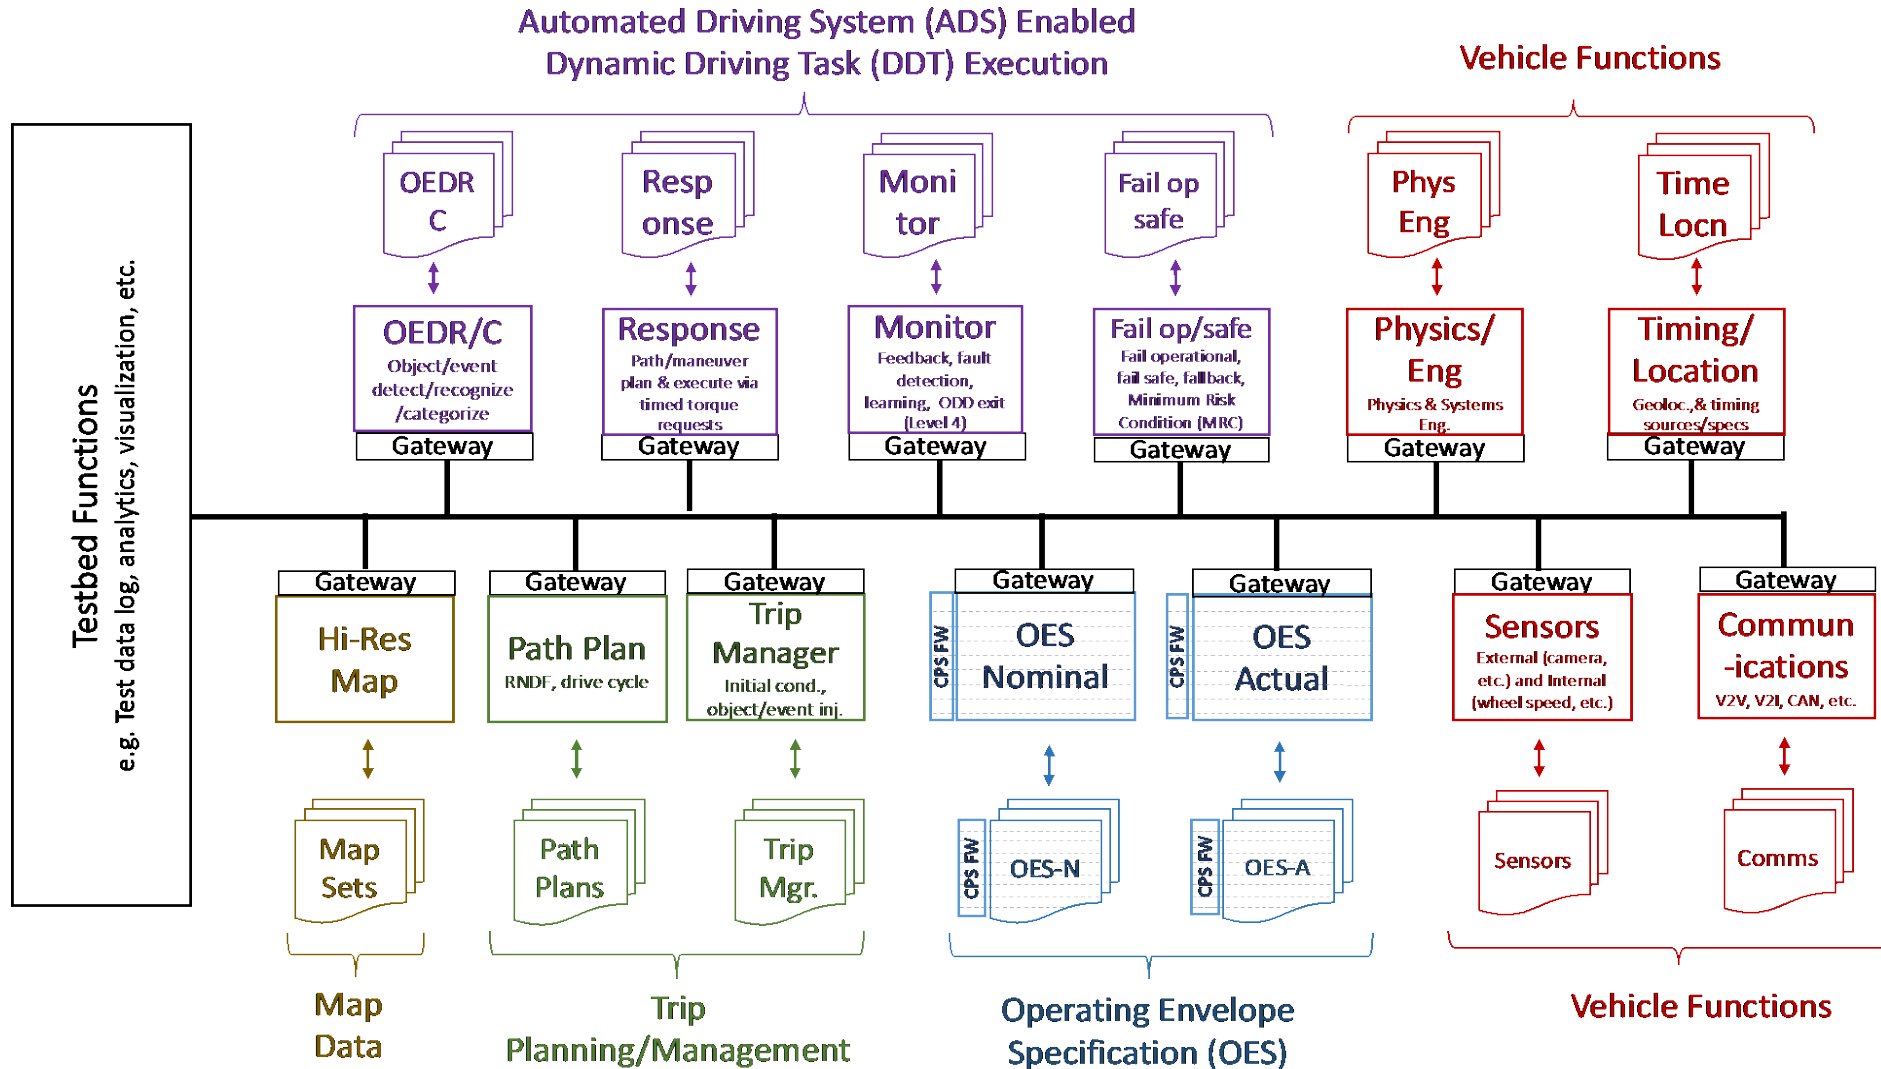 Automated Driving System (ADS) Enabled
Dynamic Driving Task (DDT) Execution
Vehicle Functions
Testbed Functions
e.g. Test data log, analytics, visualization, etc.
OEDR
C
Resp
onse
Moni
tor
Fail op
safe
Phys
Eng
Time
Locn
OEDR/C
Object/event
detect/recognize
/categorize
Gateway
Response
Path/maneuver
plan & execute via
timed torque
requests
Gateway
Monitor
Feedback, fault
detection,
learning, ODD exit
(Level 4)
Gateway
Fail op/safe
Fail operational,
fail safe, fallback,
Minimum Risk
Condition (MRC)
Gateway
Physics/
Eng
Physics & Systems
Eng.
Gateway
Timing/
Location
Geoloc.,& timing
sources/specs
Gateway
Gateway
Hi-Res
Map
Gateway
Path Plan
RNDF, drive cycle
Gateway
Trip
Manager
Initial cond.,
object/event inj.
Gateway
CPS FW
OES
Nominal
Gateway
CPS FW
OES
Actual
Gateway
Sensors
External (camera,
etc.) and Internal
(wheel speed, etc.)
Gateway
Commun
-ications
V2V, V2I, CAN, etc.
Map
Sets
Path
Plans
Trip
Mgr.
CPS FW
OES-N
CPS FW
OES-A
Sensors
Comms
Map
Data
Trip
Planning/Management
Operating Envelope
Specification (OES)
Vehicle Functions